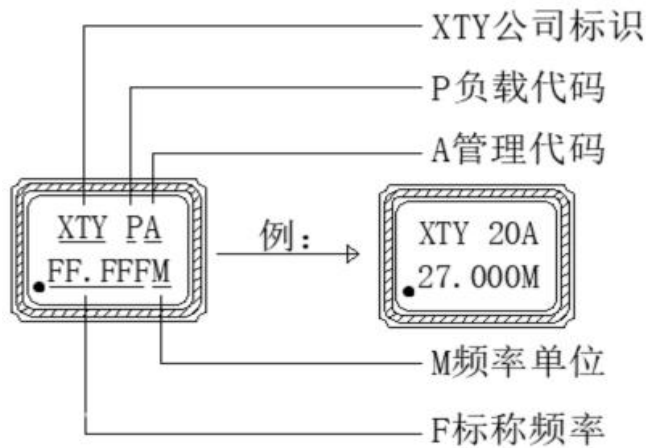 XTY公司标识
P负载代码
A管理代码
XTY PA
FF.FFFM
例:
XTY 20A
27.000M
M频率单位
F标称频率